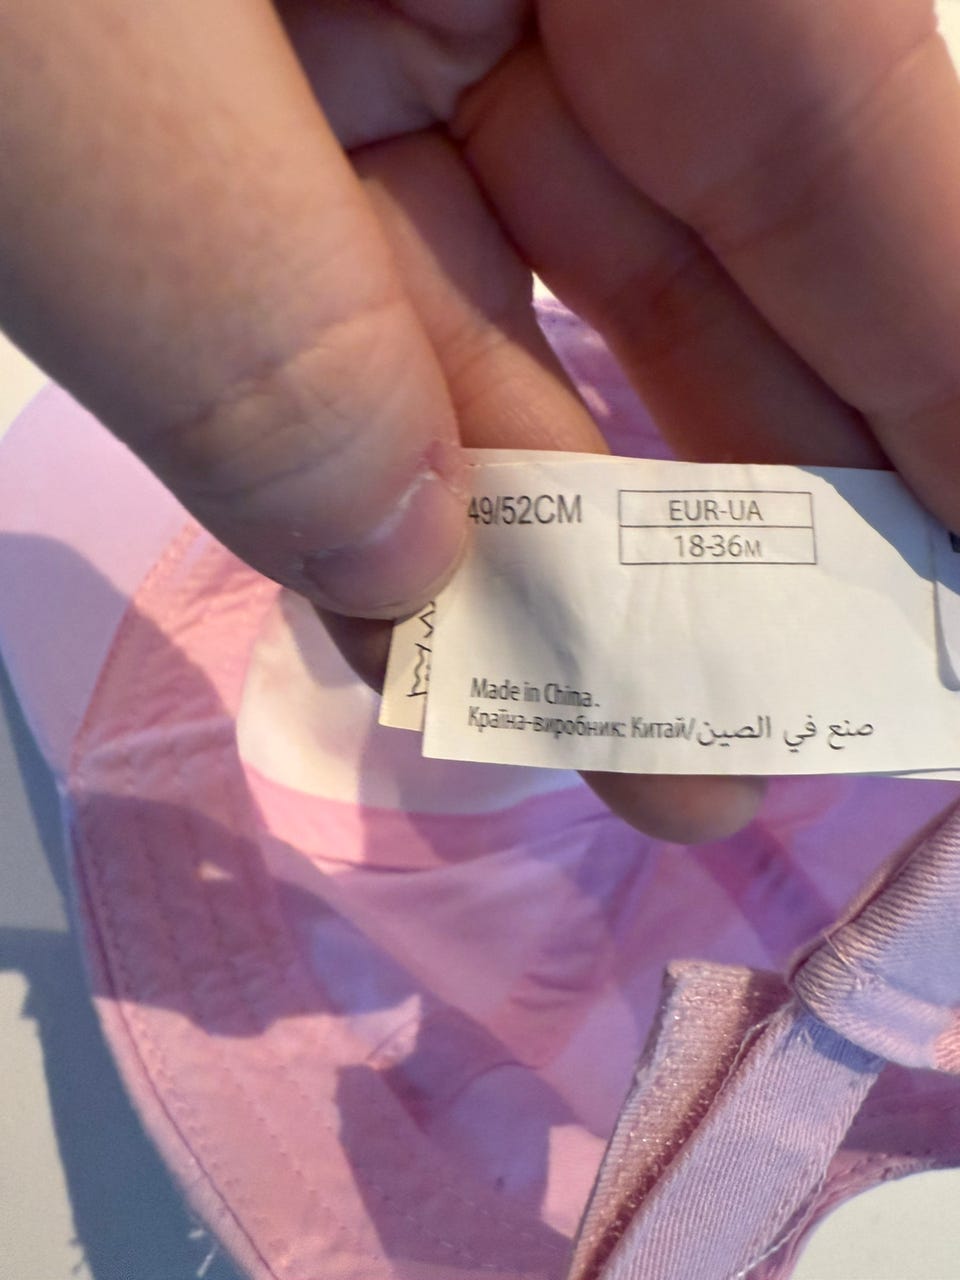 49/52CM
EUR-UA
18-36M
Made in China.
Країна-виробник: Китай/صنع في الصين